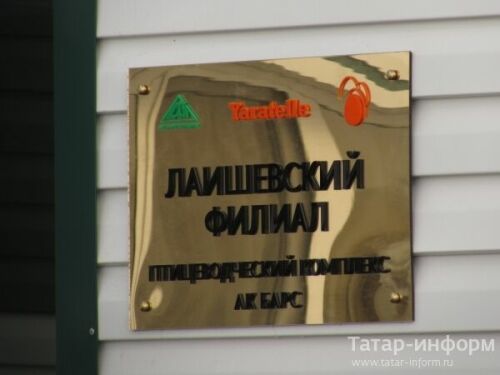 Yaratelle
ЛАИШЕВСКИЙ
ФИЛИАЛ
ПТИЦЕВОДЧЕСКИЙ КОМПЛЕКС
АК БАРС
Татар-информ
www.tatar-inform.ru